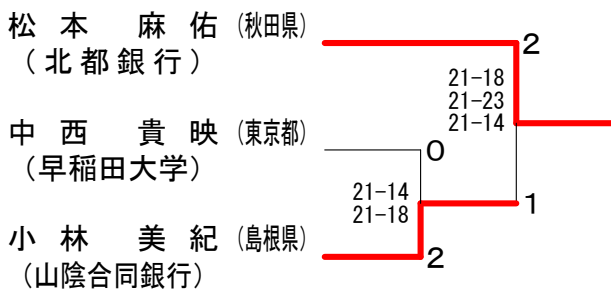 松本 麻佑 (秋田県)
(北都銀行)
2
21-18
21-23
21-14
中西 貴映 (東京都)
(早稲田大学)
0
21-14
21-18
1
小林 美紀 (島根県)
(山陰合同銀行)
2